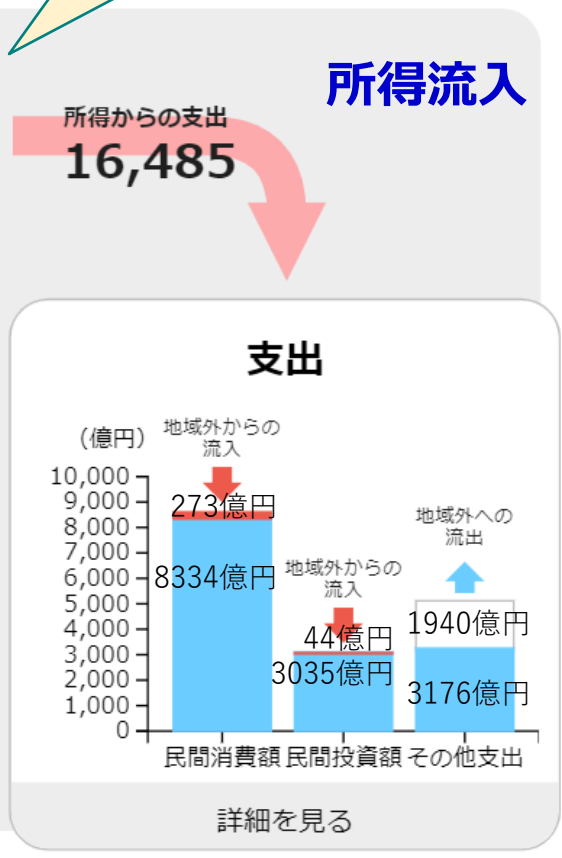 所得流入
所得からの支出
16,485
支出
(億円)
地域外からの
流入
10,000
9,000
8,000
7,000
6,000
5,000
4,000
3,000
2,000
1,000
0
273億円
8334億円
地域外からの
流入
44億円
3035億円
地域外への
流出
1940億円
3176億円
民間消費額 民間投資額 その他支出
詳細を見る